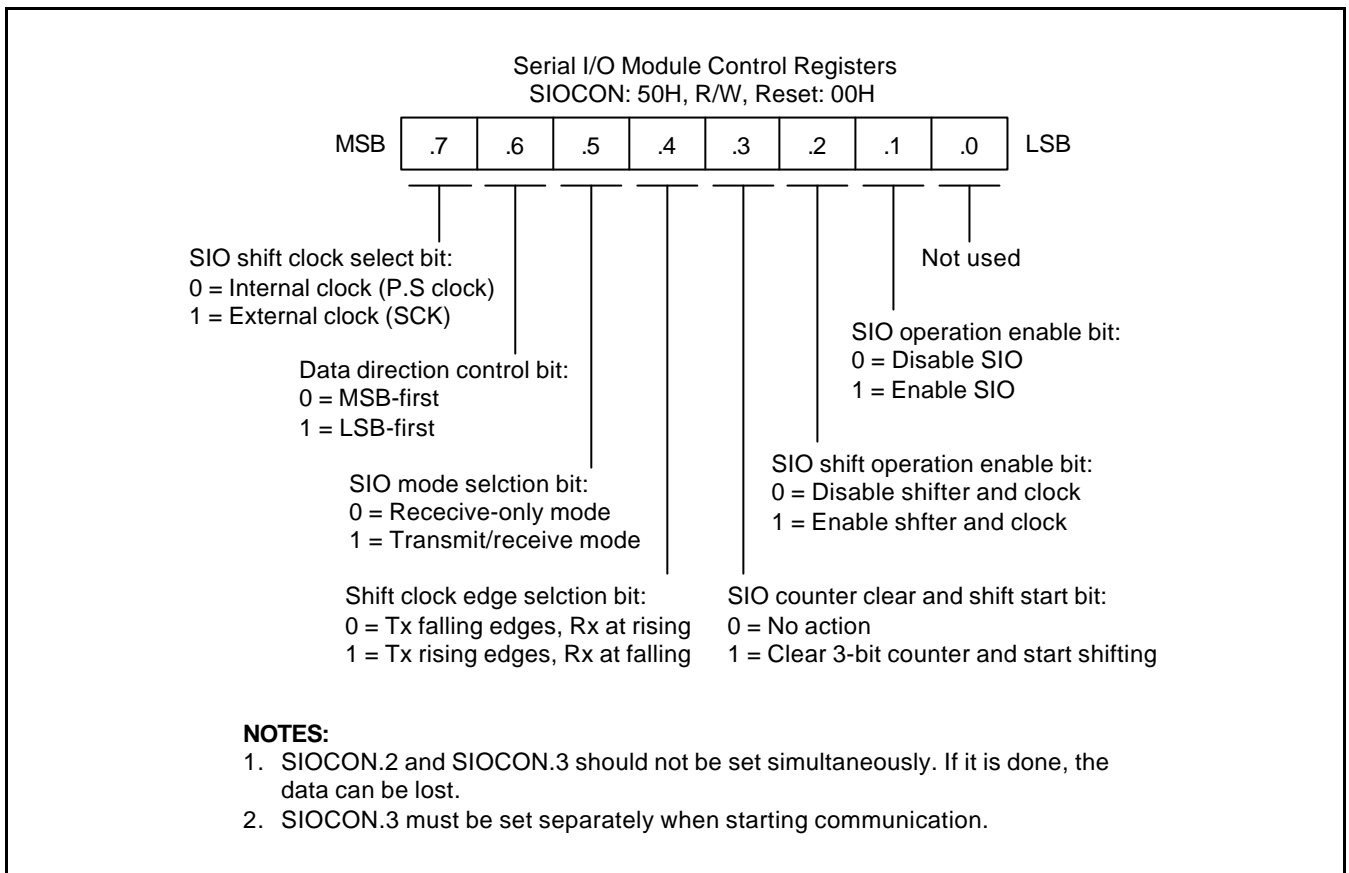 Serial I/O Module Control Registers
SIOCON: 50H, R/W, Reset: 00H
MSB .7 .6 .5 .4 .3 .2 .1 .0 LSB
SIO shift clock select bit:
0 = Internal clock (P.S clock)
1 = External clock (SCK)
Not used
Data direction control bit:
0 = MSB-first
1 = LSB-first
SIO operation enable bit:
0 = Disable SIO
1 = Enable SIO
SIO mode selction bit:
0 = Rececive-only mode
1 = Transmit/receive mode
SIO shift operation enable bit:
0 = Disable shifter and clock
1 = Enable shfter and clock
Shift clock edge selction bit:
0 = Tx falling edges, Rx at rising
1 = Tx rising edges, Rx at falling
SIO counter clear and shift start bit:
0 = No action
1 = Clear 3-bit counter and start shifting
NOTES:
1. SIOCON.2 and SIOCON.3 should not be set simultaneously. If it is done, the
data can be lost.
2. SIOCON.3 must be set separately when starting communication.